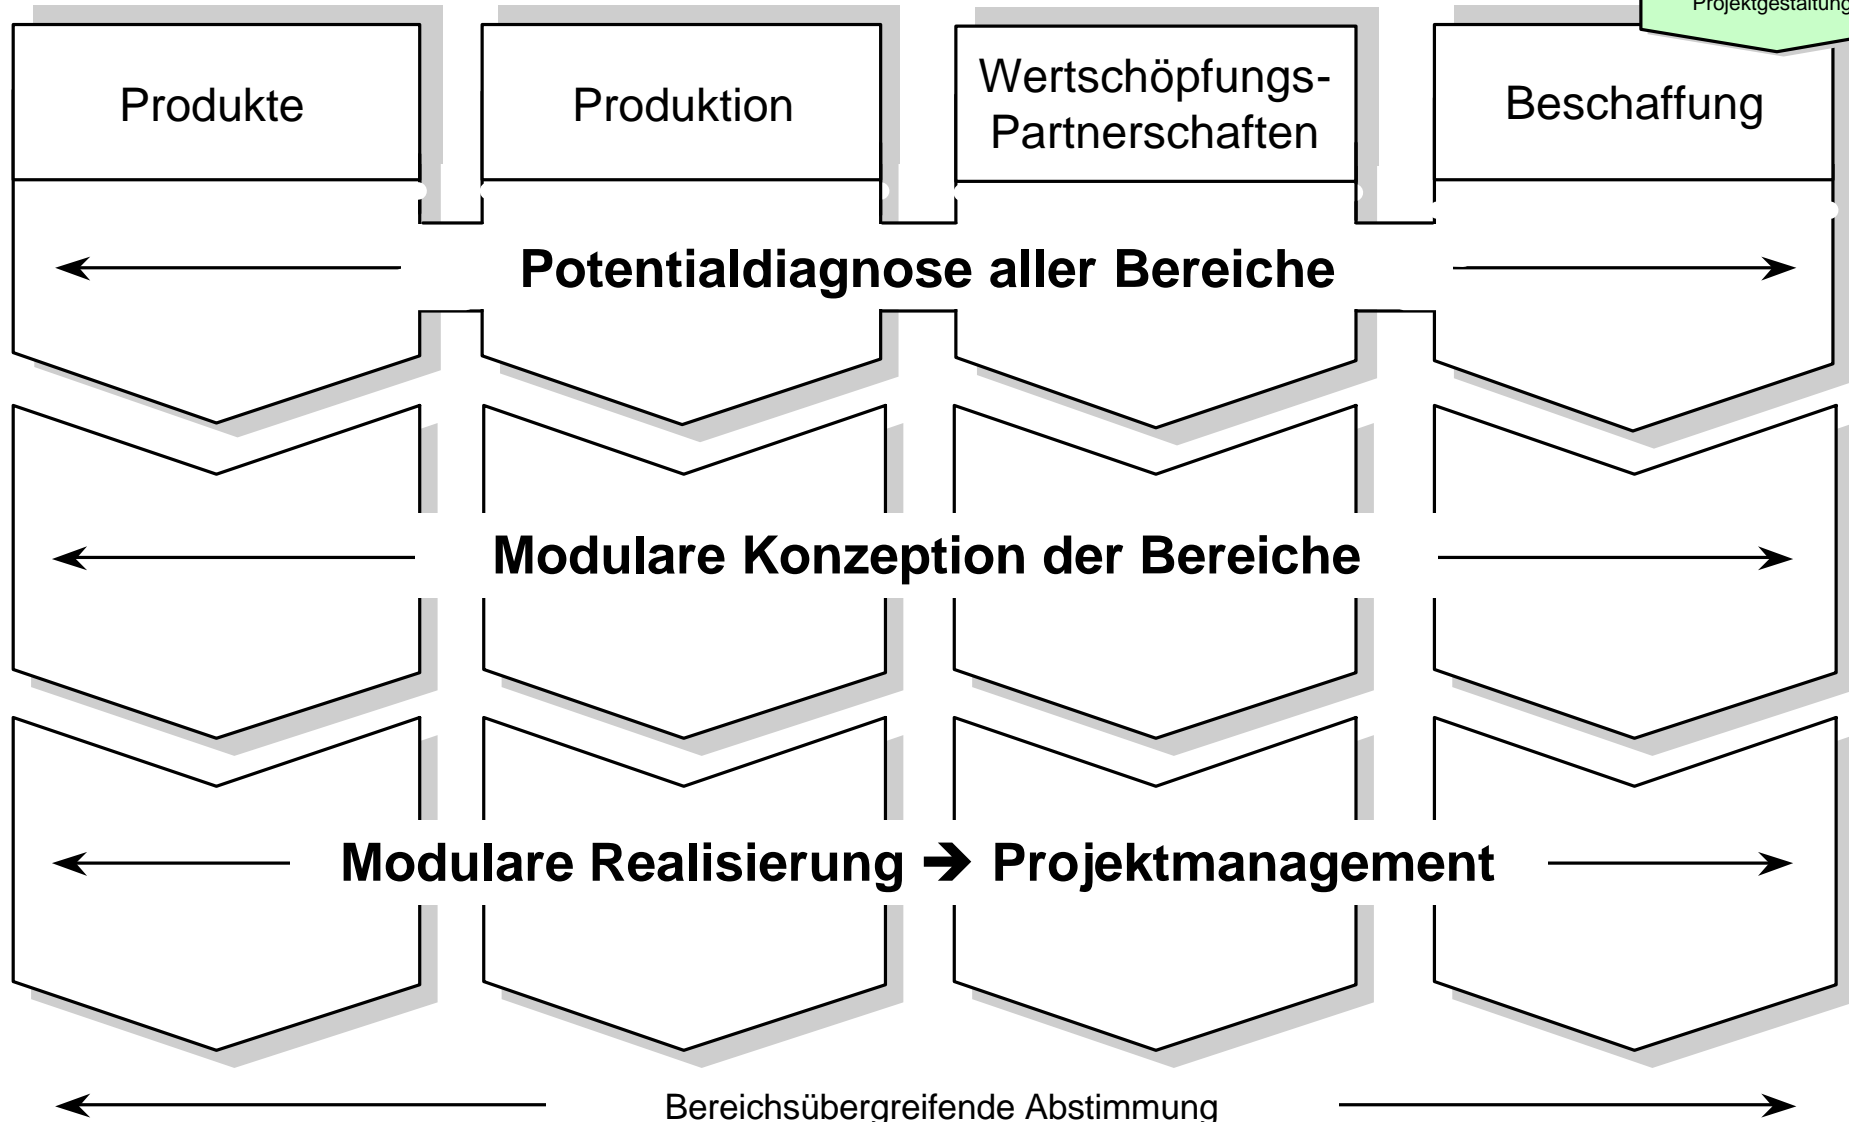 Projektgestaltung
Produkte
Produktion
Wertschöpfungs-
Partnerschaften
Beschaffung
Potentialdiagnose aller Bereiche
Modulare Konzeption der Bereiche
Modulare Realisierung ➔ Projektmanagement
Bereichsübergreifende Abstimmung